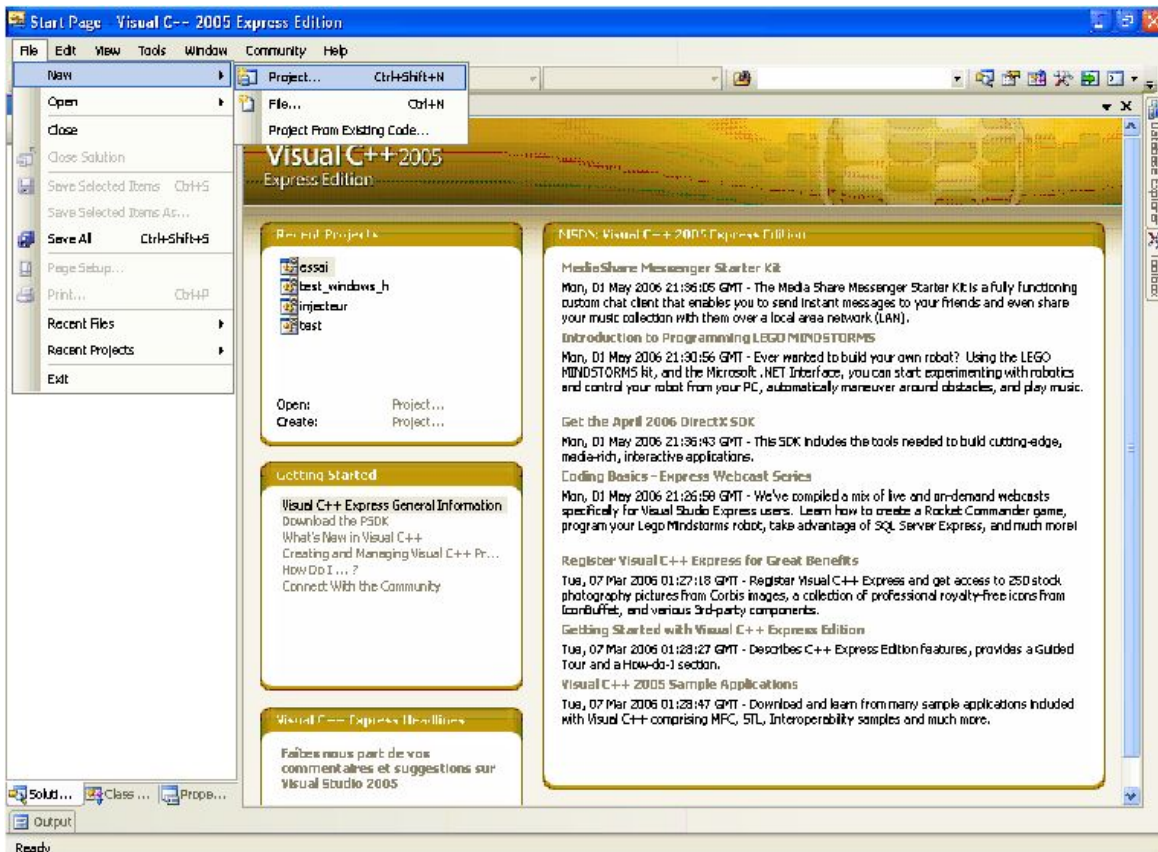 Start Page - Visual C++ 2005 Express Edition
File Edit View Tools Window Community Help
New
Open
Close
Close Solution
Save Selected Items Ctrl+S
Save Selected Items As...
Save All Ctrl+Shift+S
Page Setup...
Print... Ctrl+P
Recent Files
Recent Projects
Exit
Project... Ctrl+Shift+N
File... Ctrl+N
Project From Existing Code...
Visual C++ 2005
Express Edition
Recent Projects
essai
test_windows_h
injecteur
test
Open: Project...
Create: Project...
Getting Started
Visual C++ Express General Information
Download the PSDK
What's New in Visual C++
Creating and Managing Visual C++ Pr...
How Do I ... ?
Connect With the Community
Visual C++ Express Headlines
Faîtes nous part de vos
commentaires et suggestions sur
Visual Studio 2005
MSDN: Visual C++ 2005 Express Edition
MediaShare Messenger Starter Kit
Mon, 01 May 2006 21:36:05 GMT - The Media Share Messenger Starter Kit is a fully functioning
custom chat client that enables you to send instant messages to your friends and even share
your music collection with them over a local area network (LAN).
Introduction to Programming LEGO MINDSTORMS
Mon, 01 May 2006 21:30:56 GMT - Ever wanted to build your own robot? Using the LEGO
MINDSTORMS kit, and the Microsoft .NET Interface, you can start experimenting with robotics
and control your robot from your PC, automatically maneuver around obstacles, and play music.
Get the April 2006 DirectX SDK
Mon, 01 May 2006 21:36:43 GMT - This SDK includes the tools needed to build cutting-edge,
media-rich, interactive applications.
Coding Basics - Express Webcast Series
Mon, 01 May 2006 21:26:58 GMT - We've compiled a mix of live and on-demand webcasts
specifically for Visual Studio Express users. Learn how to create a Rocket Commander game,
program your Lego Mindstorms robot, take advantage of SQL Server Express, and much more!
Register Visual C++ Express for Great Benefits
Tue, 07 Mar 2006 01:27:18 GMT - Register Visual C++ Express and get access to 250 stock
photography pictures from Corbis images, a collection of professional royalty-free icons from
IconBuffet, and various 3rd-party components.
Getting Started with Visual C++ Express Edition
Tue, 07 Mar 2006 01:28:27 GMT - Describes C++ Express Edition features, provides a Guided
Tour and a How-do-I section.
Visual C++ 2005 Sample Applications
Tue, 07 Mar 2006 01:28:47 GMT - Download and learn from many sample applications included
with Visual C++ comprising MFC, STL, Interoperability samples and much more.
Database Explorer
Toolbox
Soluti... Class ... Prope...
Output
Ready